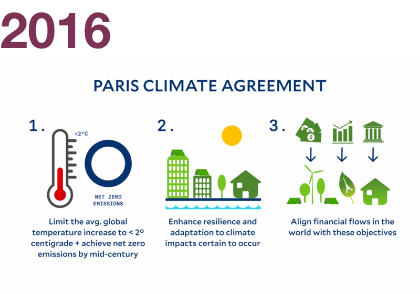 2016
PARIS CLIMATE AGREEMENT
1.
<2°C
NET ZERO
EMISSIONS
Limit the avg. global
temperature increase to < 2°
centigrade + achieve net zero
emissions by mid-century
2.
Enhance resilience and
adaptation to climate
impacts certain to occur
3.
Align financial flows in the
world with these objectives